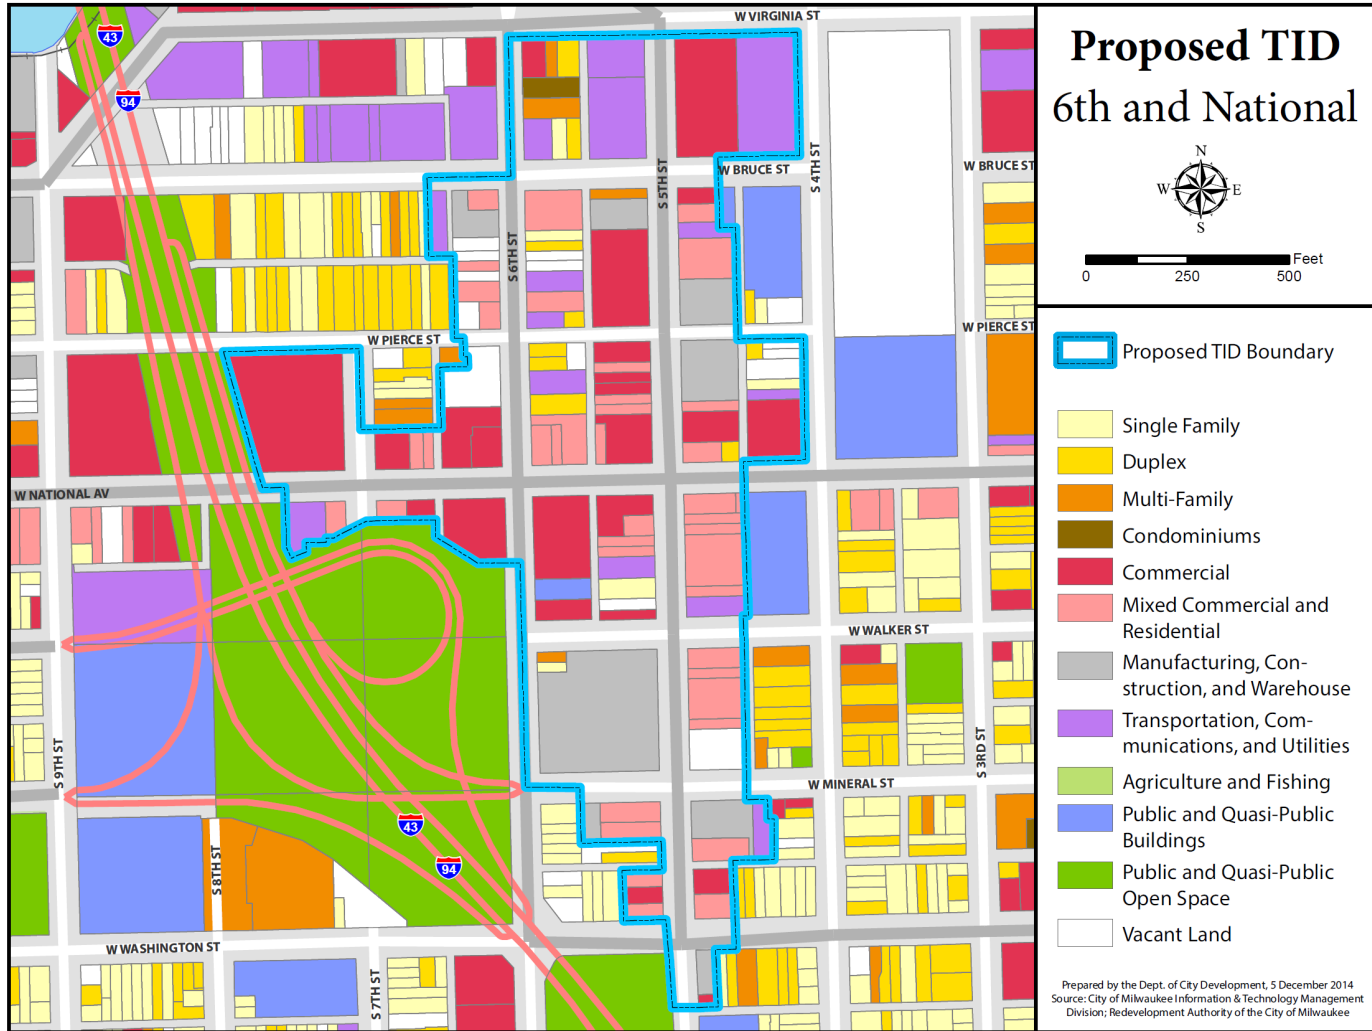 Proposed TID
6th and National
N
W E
S
Feet
0 250 500
Proposed TID Boundary
Single Family
Duplex
Multi-Family
Condominiums
Commercial
Mixed Commercial and
Residential
Manufacturing, Con-
struction, and Warehouse
Transportation, Com-
munications, and Utilities
Agriculture and Fishing
Public and Quasi-Public
Buildings
Public and Quasi-Public
Open Space
Vacant Land
Prepared by the Dept. of City Development, 5 December 2014
Source: City of Milwaukee Information & Technology Management
Division; Redevelopment Authority of the City of Milwaukee
W VIRGINIA ST
43
94
S 4TH ST
S 5TH ST
W BRUCE ST
W BRUCE ST
S 6TH ST
W PIERCE ST
W PIERCE ST
W NATIONAL AV
W WALKER ST
S 9TH ST
S 3RD ST
W MINERAL ST
43
94
S 8TH ST
W WASHINGTON ST
S 7TH ST